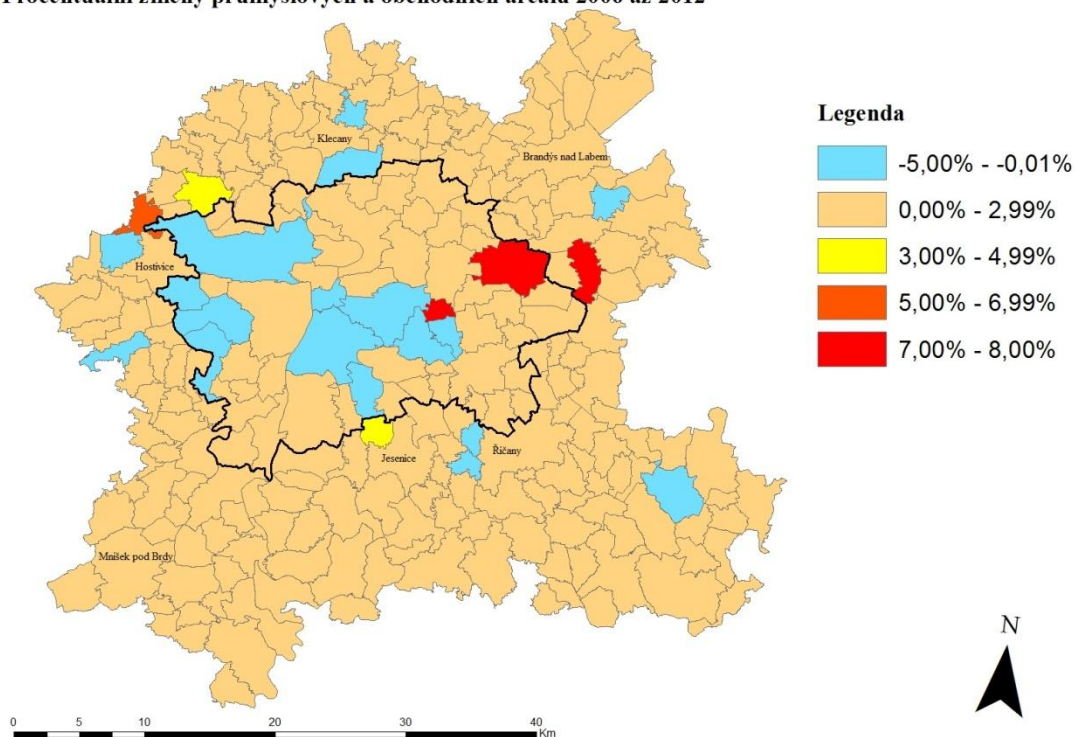 Procentuální změny průmyslových a obchodních areálů 2006 až 2012
Legenda
-5,00% - -0,01%
0,00% - 2,99%
3,00% - 4,99%
5,00% - 6,99%
7,00% - 8,00%
Klecany
Brandýs nad Labem
Hostivice
Jesenice
Říčany
Mníšek pod Brdy
N
0 5 10 20 30 40
Km